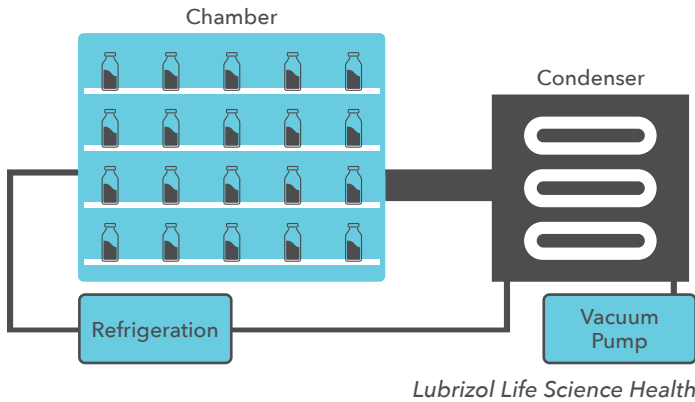 Chamber
Condenser
Refrigeration
Vacuum
Pump
Lubrizol Life Science Health